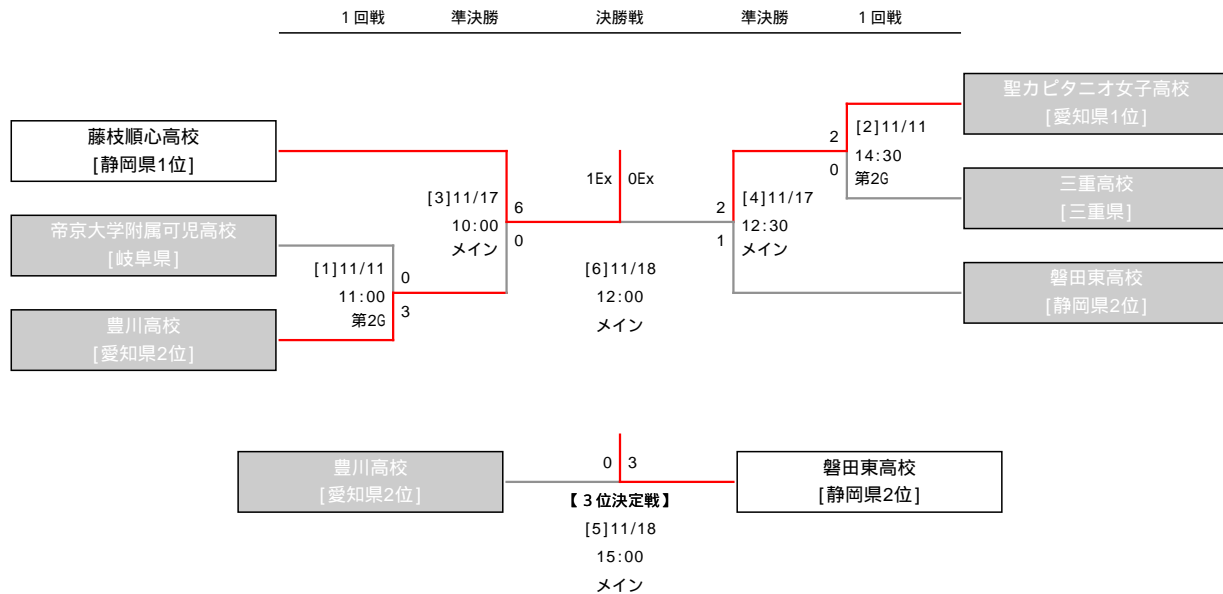 1回戦
準決勝
決勝戦
準決勝
1回戦
藤枝順心高校
[静岡県1位]
帝京大学附属可児高校
[岐阜県]
豊川高校
[愛知県2位]
[1]11/11
11:00
第2G
0
3
[3]11/17
10:00
メイン
6
0
1Ex
0Ex
[6]11/18
12:00
メイン
2
1
[4]11/17
12:30
メイン
2
0
[2]11/11
14:30
第2G
聖カピタニオ女子高校
[愛知県1位]
三重高校
[三重県]
磐田東高校
[静岡県2位]
豊川高校
[愛知県2位]
0
3
【３位決定戦】
[5]11/18
15:00
メイン
磐田東高校
[静岡県2位]